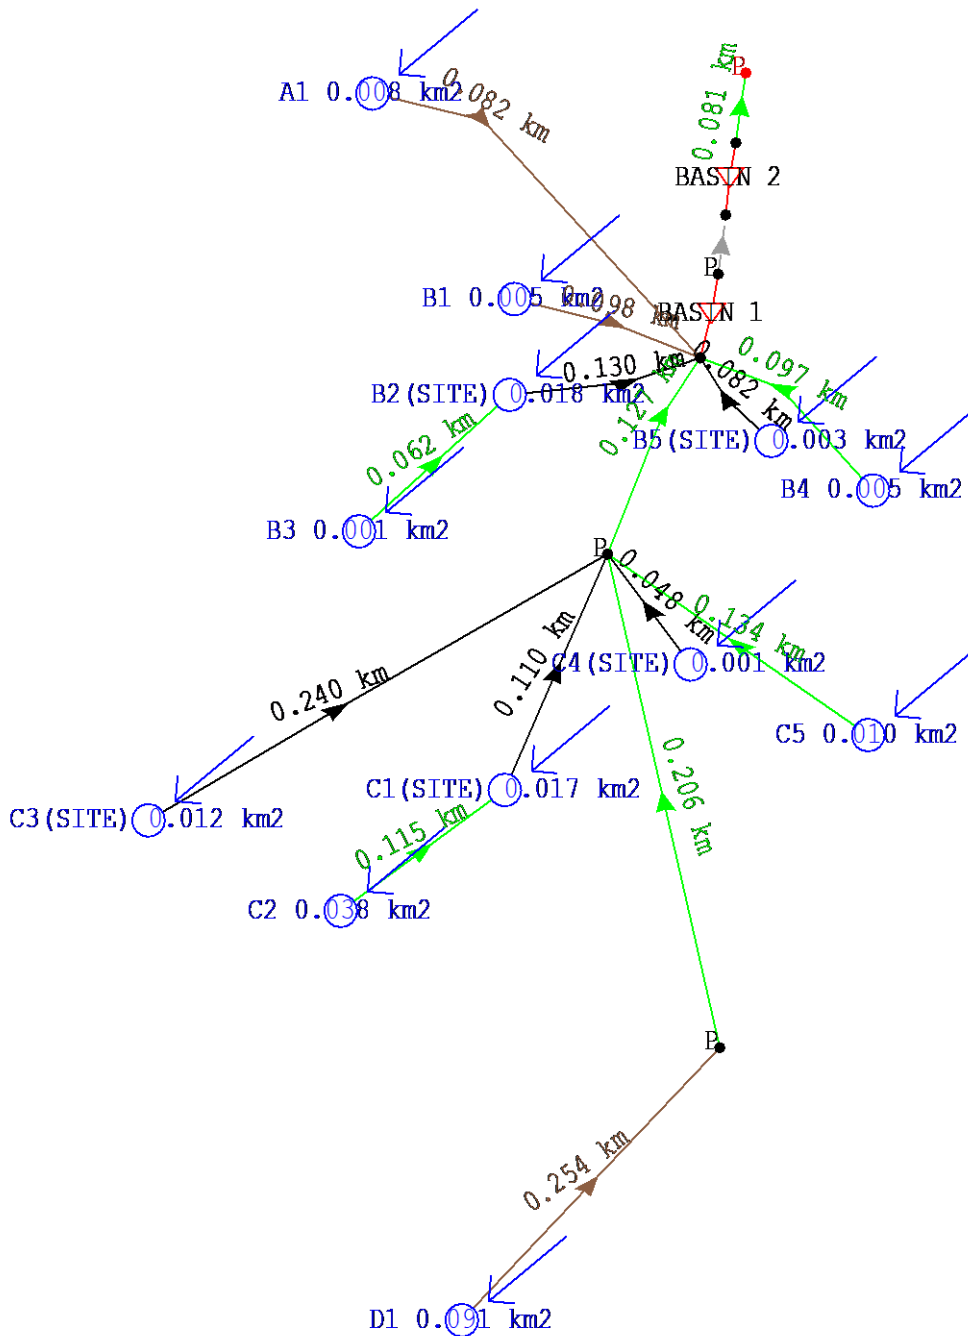 P
0.081 km
A1 0.008 km2
0.082 km
BASIN 2
P
B1 0.005 km2
0.098 km
BASIN 1
0.130 km
0.127 km
0.082 km
0.097 km
B2(SITE) 0.018 km2
B5(SITE) 0.003 km2
0.062 km
B4 0.005 km2
B3 0.001 km2
P
0.048 km
0.134 km
0.110 km
C4(SITE) 0.001 km2
0.240 km
C5 0.010 km2
0.206 km
C1(SITE) 0.017 km2
C3(SITE) 0.012 km2
0.115 km
C2 0.038 km2
P
0.254 km
D1 0.091 km2